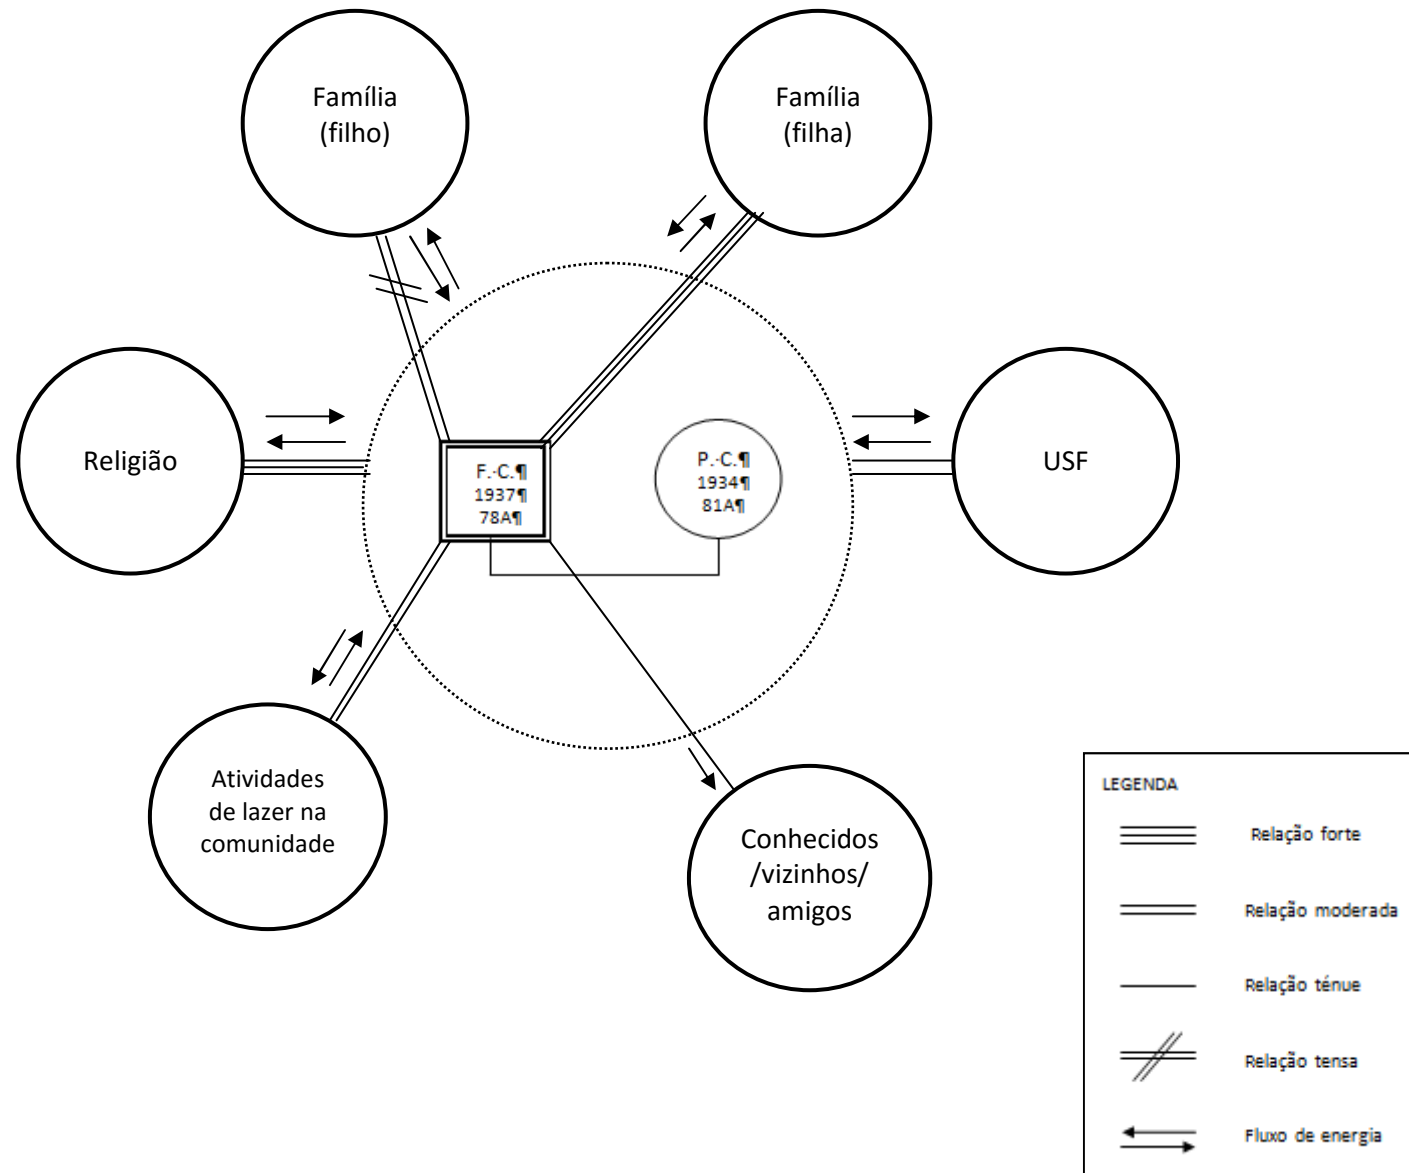 Família
(filho)
Família
(filha)
Religião
F.·C.¶
1937¶
78A¶
P.·C.¶
1934¶
81A¶
USF
Atividades
de lazer na
comunidade
Conhecidos
/vizinhos/
amigos
LEGENDA
Relação forte
Relação moderada
Relação ténue
Relação tensa
Fluxo de energia